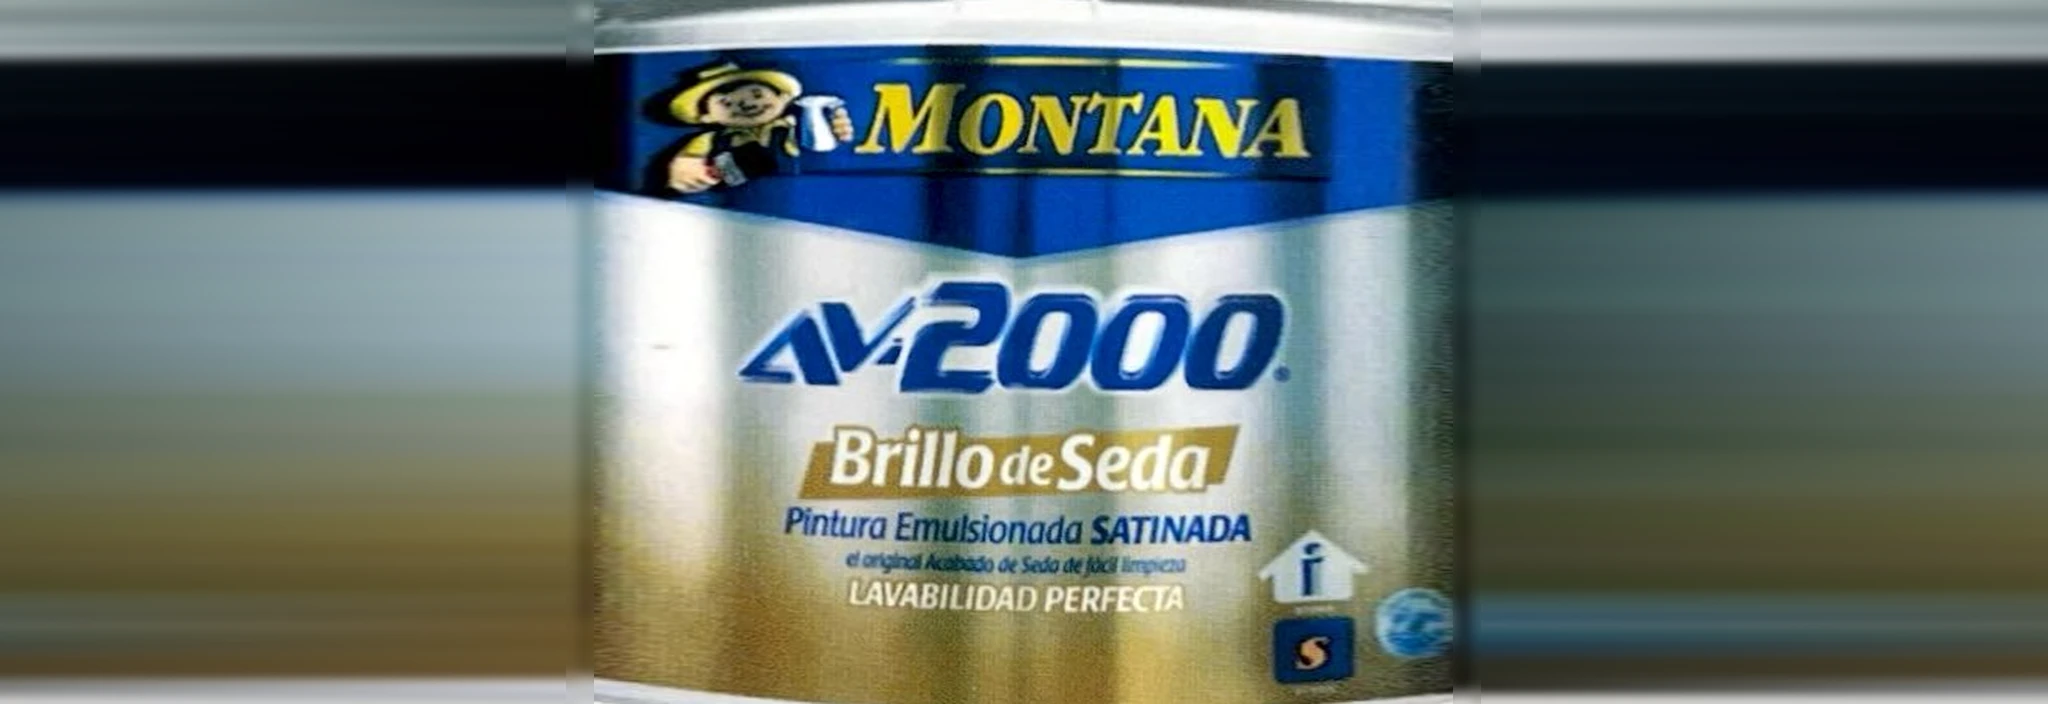 MONTANA
AV.2000
Brillo de Seda
Pintura Emulsionada SATINADA
el original Acabado de Seda de fácil limpieza
LAVABILIDAD PERFECTA
i
S